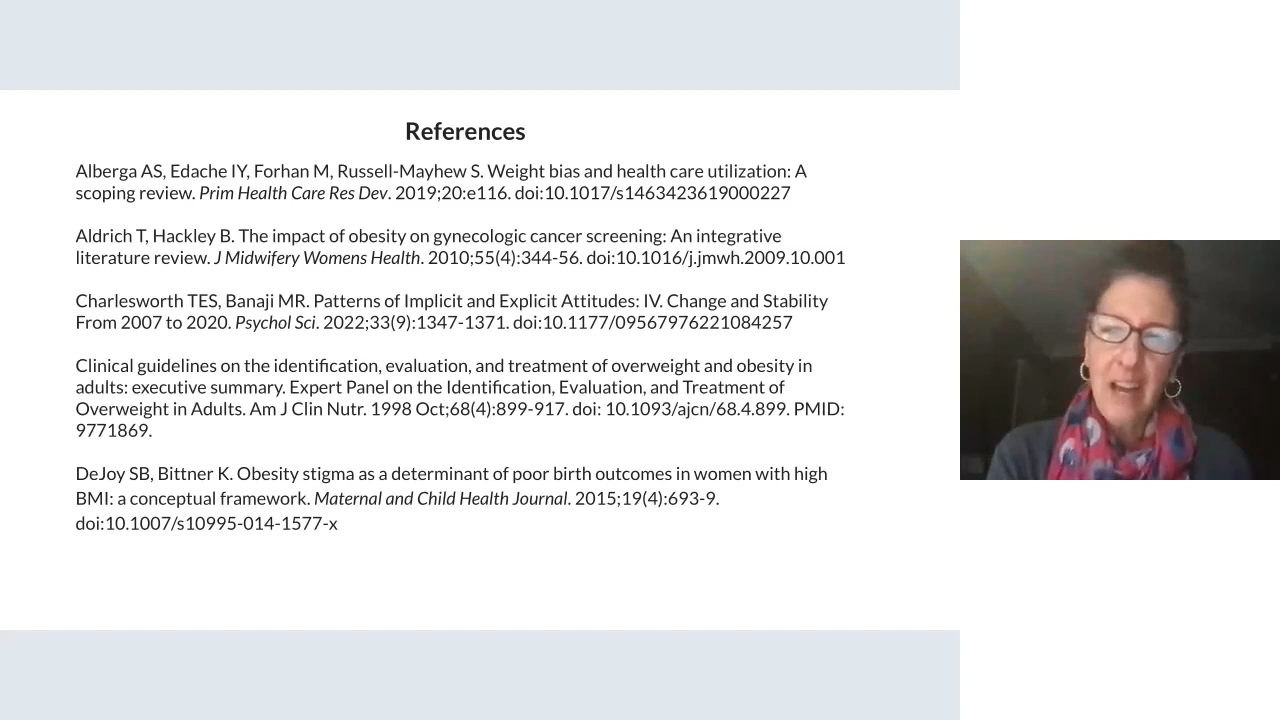 References
Alberga AS, Edache IY, Forhan M, Russell-Mayhew S. Weight bias and health care utilization: A
scoping review. Prim Health Care Res Dev. 2019;20:e116. doi:10.1017/s1463423619000227
Aldrich T, Hackley B. The impact of obesity on gynecologic cancer screening: An integrative
literature review. J Midwifery Womens Health. 2010;55(4):344-56. doi:10.1016/j.jmwh.2009.10.001
Charlesworth TES, Banaji MR. Patterns of Implicit and Explicit Attitudes: IV. Change and Stability
From 2007 to 2020. Psychol Sci. 2022;33(9):1347-1371. doi:10.1177/09567976221084257
Clinical guidelines on the identification, evaluation, and treatment of overweight and obesity in
adults: executive summary. Expert Panel on the Identification, Evaluation, and Treatment of
Overweight in Adults. Am J Clin Nutr. 1998 Oct;68(4):899-917. doi: 10.1093/ajcn/68.4.899. PMID:
9771869.
DeJoy SB, Bittner K. Obesity stigma as a determinant of poor birth outcomes in women with high
BMI: a conceptual framework. Maternal and Child Health Journal. 2015;19(4):693-9.
doi:10.1007/s10995-014-1577-x